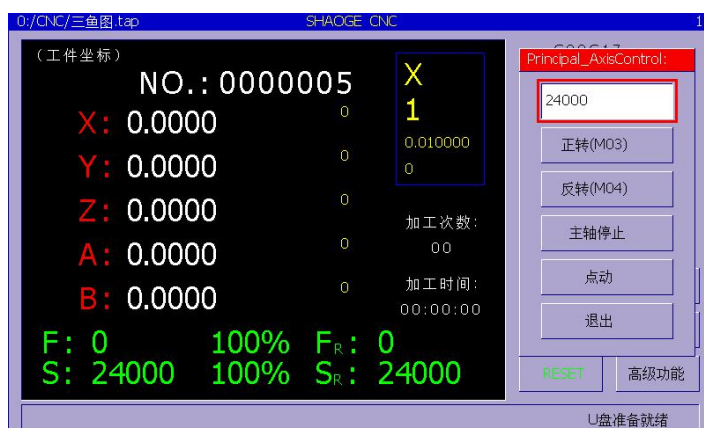 0:/CNC/三鱼图.tap SHAOGE CNC 1
(工件坐标)
NO.: 0000005
X: 0.0000 0
Y: 0.0000 0
Z: 0.0000 0
A: 0.0000 0
B: 0.0000 0
X
1
0.010000
0
加工次数:
00
加工时间:
00:00:00
F: 0 100% FR: 0
S: 24000 100% SR: 24000
Principal_AxisControl:
24000
正转(M03)
反转(M04)
主轴停止
点动
退出
RESET 高级功能
U盘准备就绪